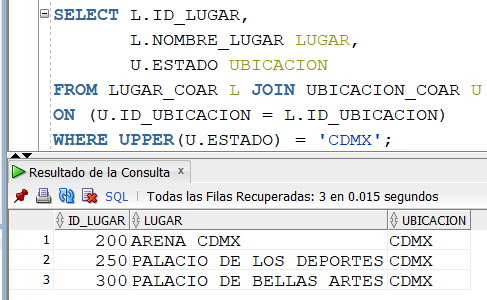 SELECT L.ID_LUGAR,
L.NOMBRE_LUGAR LUGAR,
U.ESTADO UBICACION
FROM LUGAR_COAR L JOIN UBICACION_COAR U
ON (U.ID_UBICACION = L.ID_UBICACION)
WHERE UPPER(U.ESTADO) = 'CDMX';
Resultado de la Consulta x
SQL | Todas las Filas Recuperadas: 3 en 0.015 segundos
ID_LUGAR LUGAR UBICACION
1 200 ARENA CDMX CDMX
2 250 PALACIO DE LOS DEPORTES CDMX
3 300 PALACIO DE BELLAS ARTES CDMX